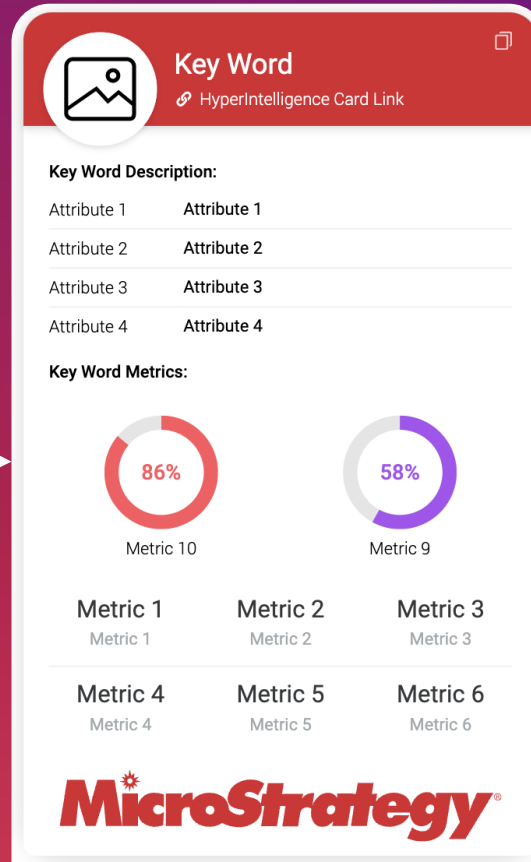 Key Word
HyperIntelligence Card Link
Key Word Description:
Attribute 1 Attribute 1
Attribute 2 Attribute 2
Attribute 3 Attribute 3
Attribute 4 Attribute 4
Key Word Metrics:
86% 58%
Metric 10 Metric 9
Metric 1 Metric 2 Metric 3
Metric 1 Metric 2 Metric 3
Metric 4 Metric 5 Metric 6
Metric 4 Metric 5 Metric 6
MicroStrategy®